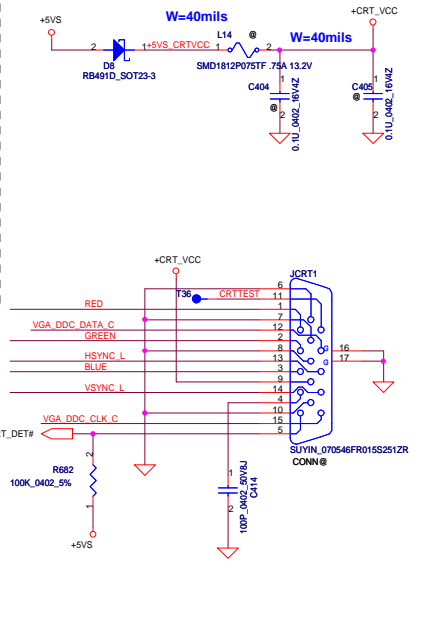 +5VS
W=40mils
+CRT_VCC
L14
@
2
1
+5VS_CRTVCC
1
2
W=40mils
D8
RB491D_SOT23-3
SMD1812P075TF .75A 13.2V
C404
@
1
2
0.1U_0402_16V4Z
C405
@
1
2
0.1U_0402_16V4Z
+CRT_VCC
JCRT1
T36
CRTTEST
6
11
RED
1
7
VGA_DDC_DATA_C
12
GREEN
2
8
HSYNC_L
13
BLUE
3
9
VSYNC_L
14
4
10
VGA_DDC_CLK_C
15
5
G
G
16
17
T_DET#
SUYIN_070546FR015S251ZR
CONN@
2
R682
100K_0402_5%
1
+5VS
1
2
100P_0402_50V8J
C414